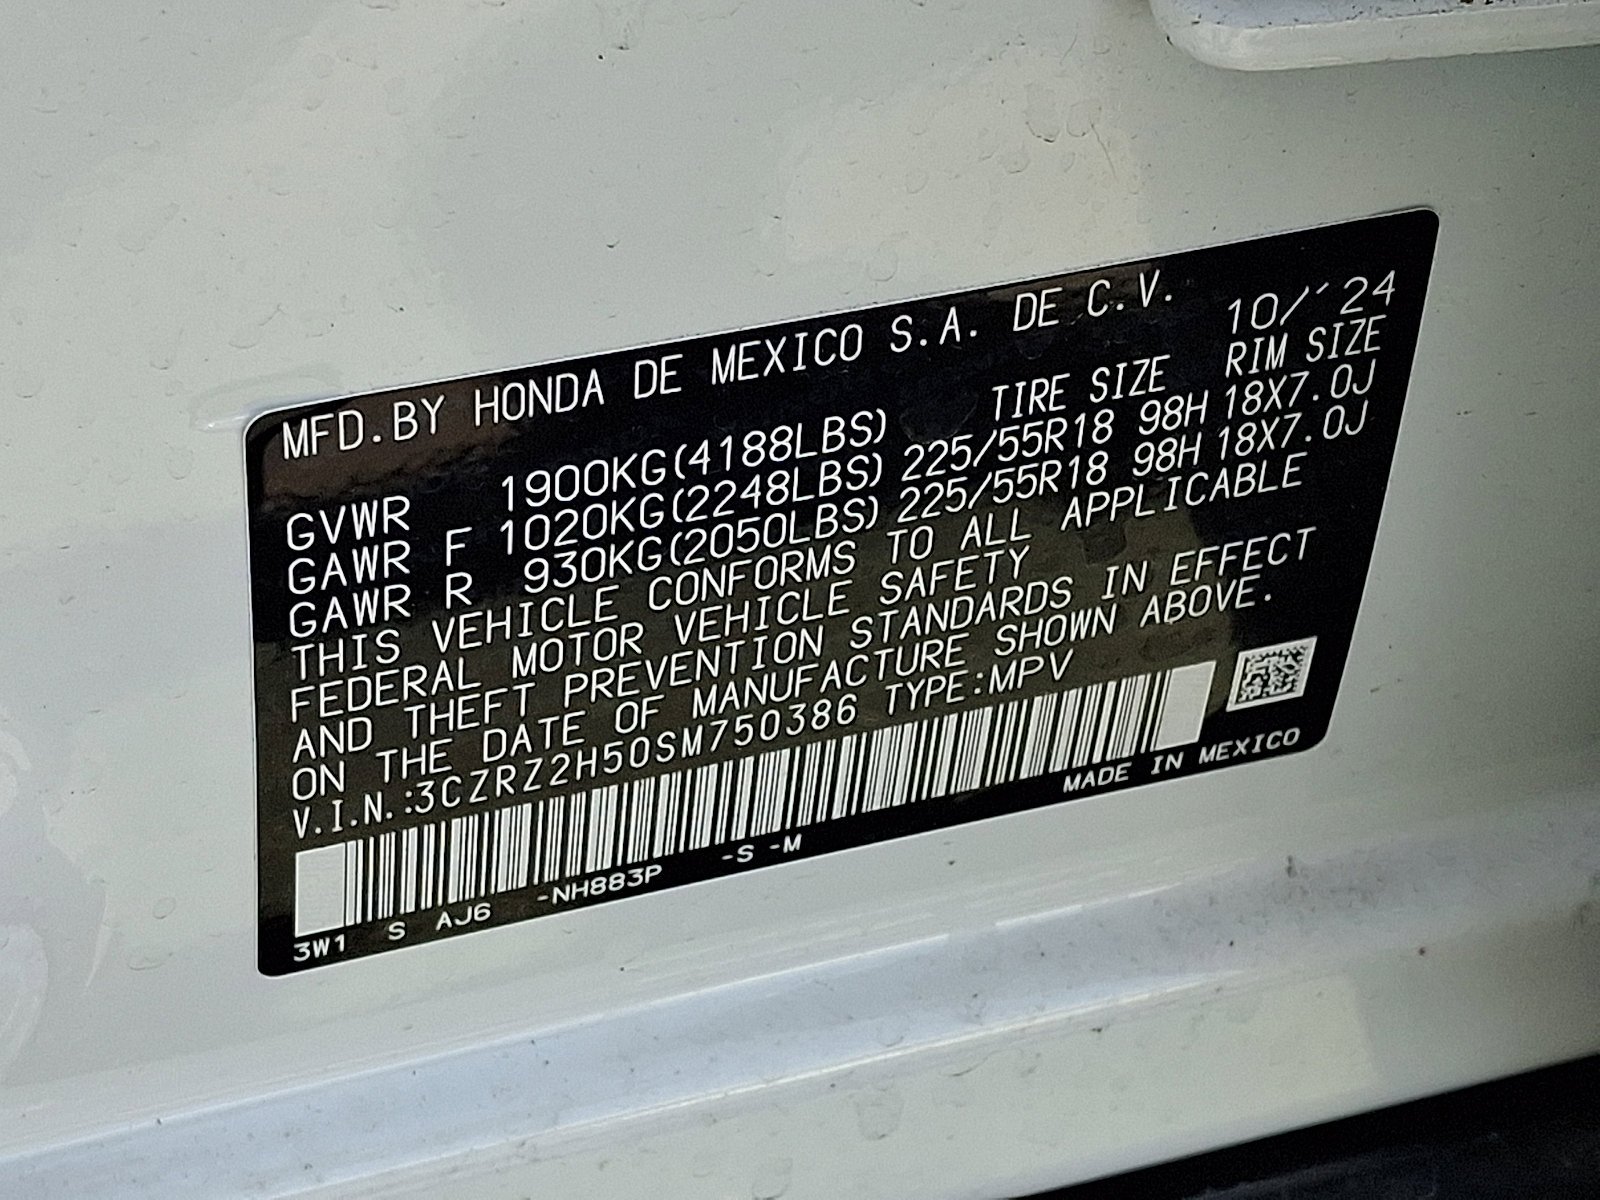 MFD.BY HONDA DE MEXICO S.A. DE C.V.
10/'24
TIRE SIZE RIM SIZE
GVWR 1900KG(4188LBS)
GAWR F 1020KG(2248LBS) 225/55R18 98H 18X7.0J
GAWR R 930KG(2050LBS) 225/55R18 98H 18X7.0J
THIS VEHICLE CONFORMS TO ALL APPLICABLE
FEDERAL MOTOR VEHICLE SAFETY
AND THEFT PREVENTION STANDARDS IN EFFECT
ON THE DATE OF MANUFACTURE SHOWN ABOVE.
V.I.N.:3CZRZ2H50SM750386 TYPE:MPV
MADE IN MEXICO
3W1 S AJ6 -NH883P -S -M